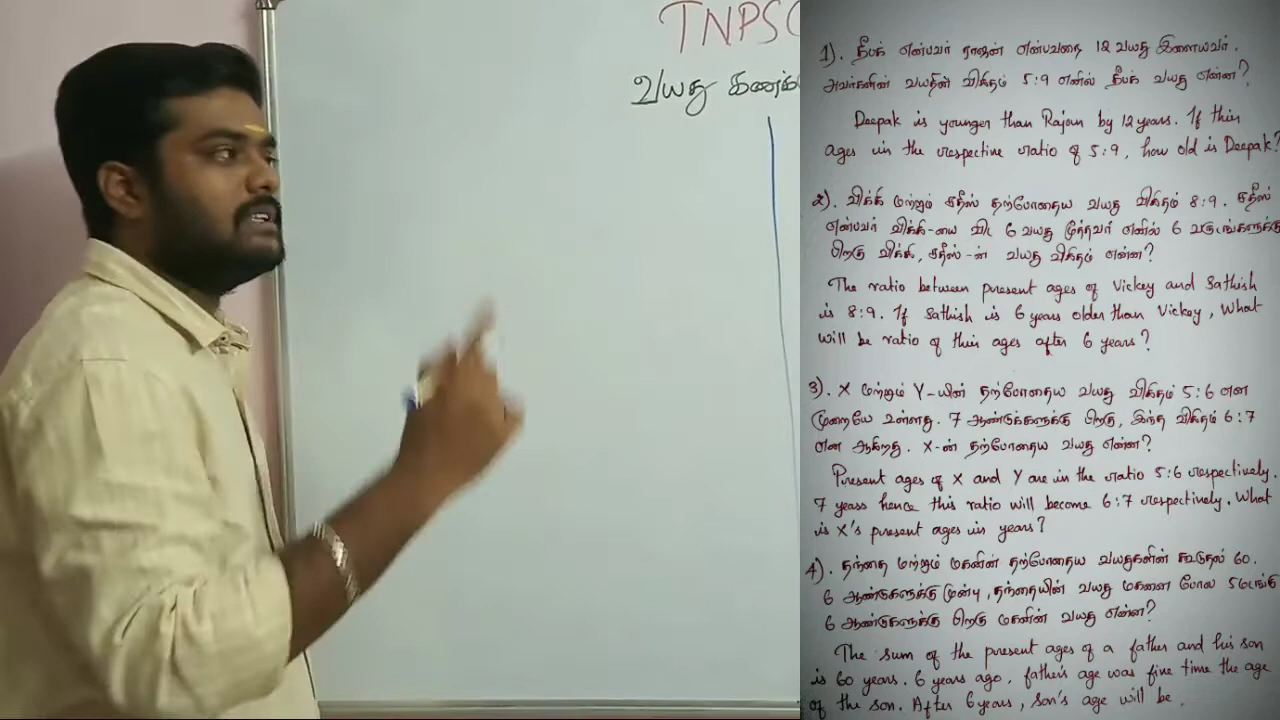 TNPSC
வயது கணக்
1). தீபக் என்பவர் ராஜன் என்பவதை 12 வயது இளையவர்.
அவர்களின் வயதின் விகிதம் 5:9 எனில் தீபக் வயது என்ன?
Deepak is younger than Rajan by 12 years. If their
ages in the respective ratio of 5:9, how old is Deepak?
2). விக்கி மற்றும் சதீஸ் தற்போதைய வயது விகிதம் 8:9. சதீஸ்
என்பவர் விக்கி-யை விட 6 வயது மூத்தவர் எனில் 6 வருடங்களுக்கு
பிறகு விக்கி, சதீஸ்-ன் வயது விகிதம் என்ன?
The ratio between present ages of Vickey and Sathish
is 8:9. If Sathish is 6 years older than Vickey, What
will be ratio of their ages after 6 years?
3). X மற்றும் Y-யின் தற்போதைய வயது விகிதம் 5:6 என
முறையே உள்ளது. 7 ஆண்டுக்களுக்கு பிறகு, இந்த விகிதம் 6:7
என ஆகிறது. X-ன் தற்போதைய வயது என்ன?
Present ages of X and Y are in the ratio 5:6 respectively.
7 years hence this ratio will become 6:7 respectively. What
is X's present ages in years?
4). தந்தை மற்றும் மகனின் தற்போதைய வயதுகளின் கூடுதல் 60.
6 ஆண்டுகளுக்கு முன்பு, தந்தையின் வயது மகனை போல 5 மடங்கு
6 ஆண்டுகளுக்கு பிறகு மகனின் வயது என்ன?
The sum of the present ages of a father and his son
is 60 years. 6 years ago, father's age was five time the age
of the son. After 6 years, son's age will be.